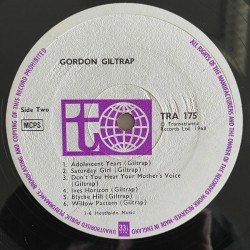 ALL RIGHTS OF THE MANUFACTURER AND OF THE OWNER OF THE RECORDED WORK RESERVED
UNAUTHORISED PUBLIC PERFORMANCE, BROADCASTING AND COPYING OF THIS RECORD PROHIBITED
GORDON GILTRAP
Side Two
MCPS
TRA 175
℗ Transatlantic
Records Ltd. 1968
1. Adolescent Years (Giltrap)
2. Saturday Girl (Giltrap)
3. Don't You Hear Your Mother's Voice
(Giltrap)
4. Ives Horizon (Giltrap)
5. Blythe Hill (Giltrap)
6. Willow Pattern (Giltrap)
1-6 Heathside Music
33⅓
MADE IN ENGLAND